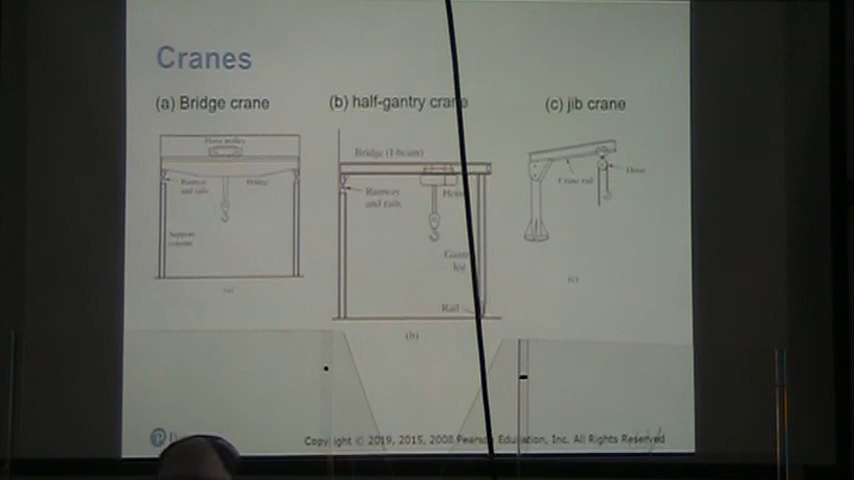 Cranes
(a) Bridge crane
(b) half-gantry crane
(c) jib crane
Hoist trolley
Runway
and rails
Bridge
Support
column
(a)
Bridge (I-beam)
Runway
and rails
Hoist
Gantry
leg
Rail
(b)
Crane rail
Hoist
(c)
Copyright © 2019, 2015, 2008 Pearson Education, Inc. All Rights Reserved